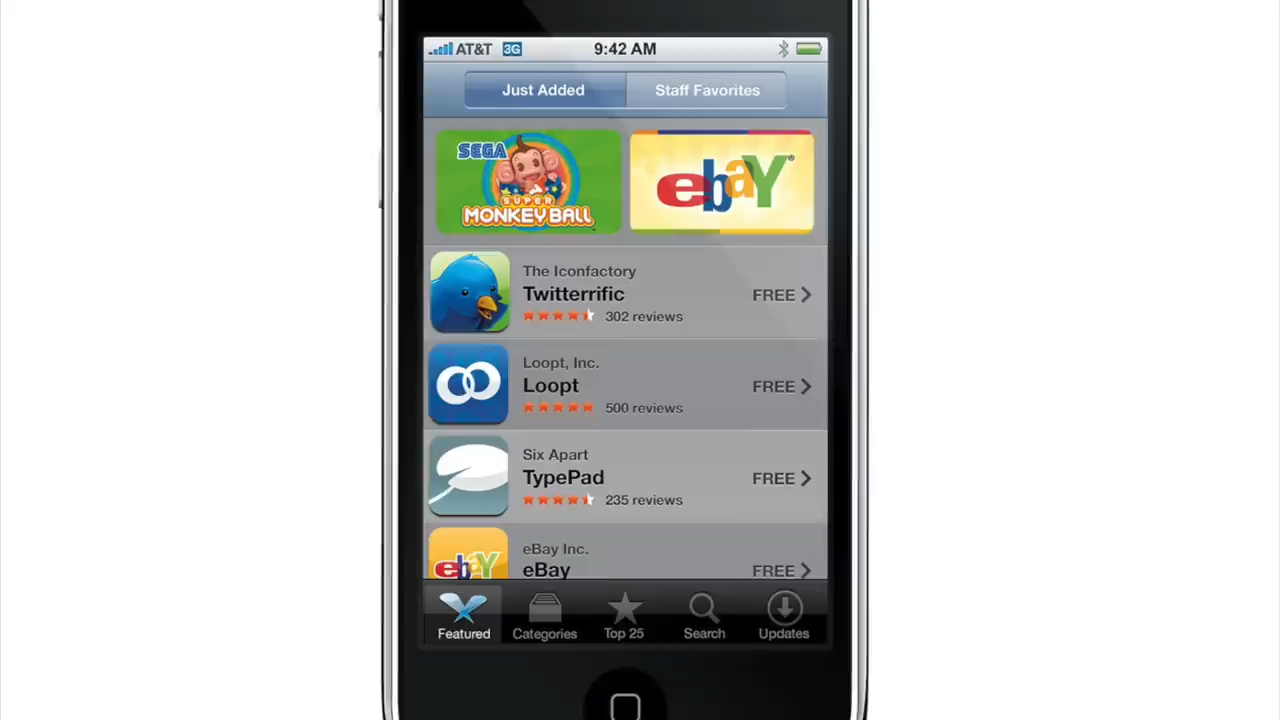 AT&T 3G 9:42 AM
Just Added Staff Favorites
SEGA
SUPER
MONKEY BALL
ebaY®
The Iconfactory
Twitterrific FREE
302 reviews
Loopt, Inc.
Loopt FREE
500 reviews
Six Apart
TypePad FREE
235 reviews
ebaY
eBay Inc.
eBay FREE
Featured Categories Top 25 Search Updates